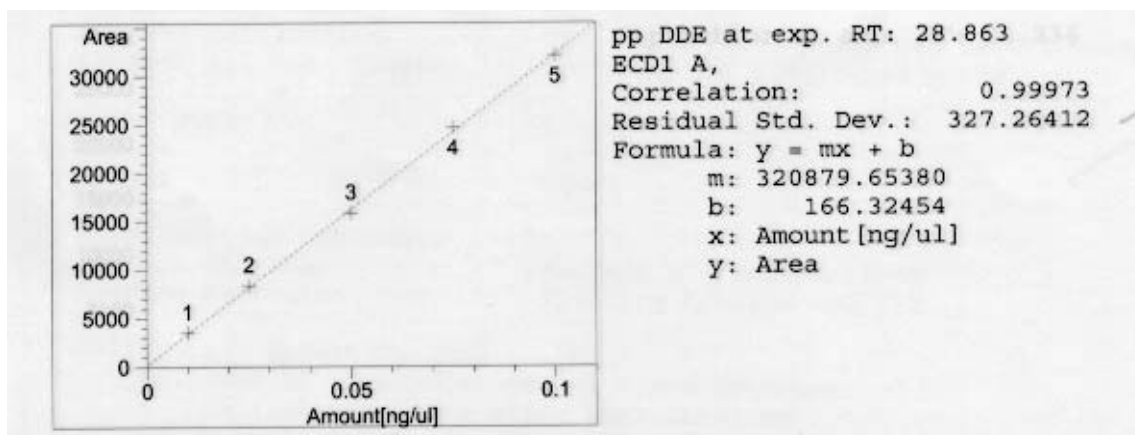 Area
30000
25000
20000
15000
10000
5000
0
1
2
3
4
5
0
0.05
0.1
Amount[ng/ul]
pp DDE at exp. RT: 28.863
ECD1 A,
Correlation: 0.99973
Residual Std. Dev.: 327.26412
Formula: y = mx + b
m: 320879.65380
b: 166.32454
x: Amount[ng/ul]
y: Area